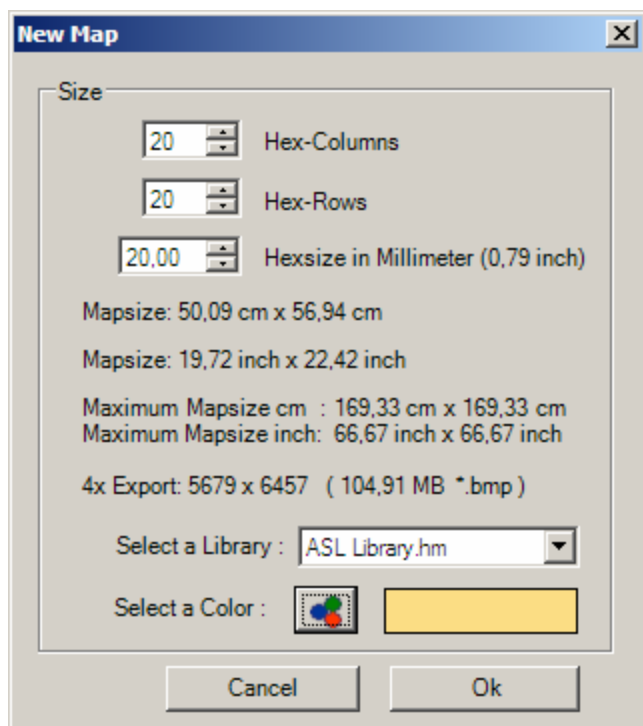 New Map
Size
20 Hex-Columns
20 Hex-Rows
20,00 Hexsize in Millimeter (0,79 inch)
Mapsize: 50,09 cm x 56,94 cm
Mapsize: 19,72 inch x 22,42 inch
Maximum Mapsize cm : 169,33 cm x 169,33 cm
Maximum Mapsize inch: 66,67 inch x 66,67 inch
4x Export: 5679 x 6457 ( 104,91 MB *.bmp )
Select a Library : ASL Library.hm
Select a Color :
Cancel Ok